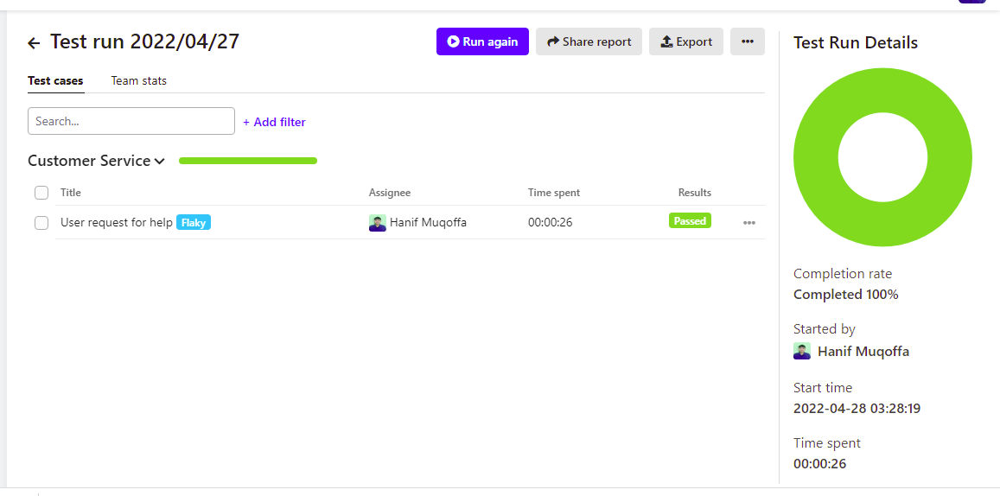 Test run 2022/04/27
Run again
Share report
Export
Test cases
Team stats
Search...
+ Add filter
Customer Service
Title Assignee Time spent Results
User request for help Flaky Hanif Muqoffa 00:00:26 Passed
Test Run Details
Completion rate
Completed 100%
Started by
Hanif Muqoffa
Start time
2022-04-28 03:28:19
Time spent
00:00:26